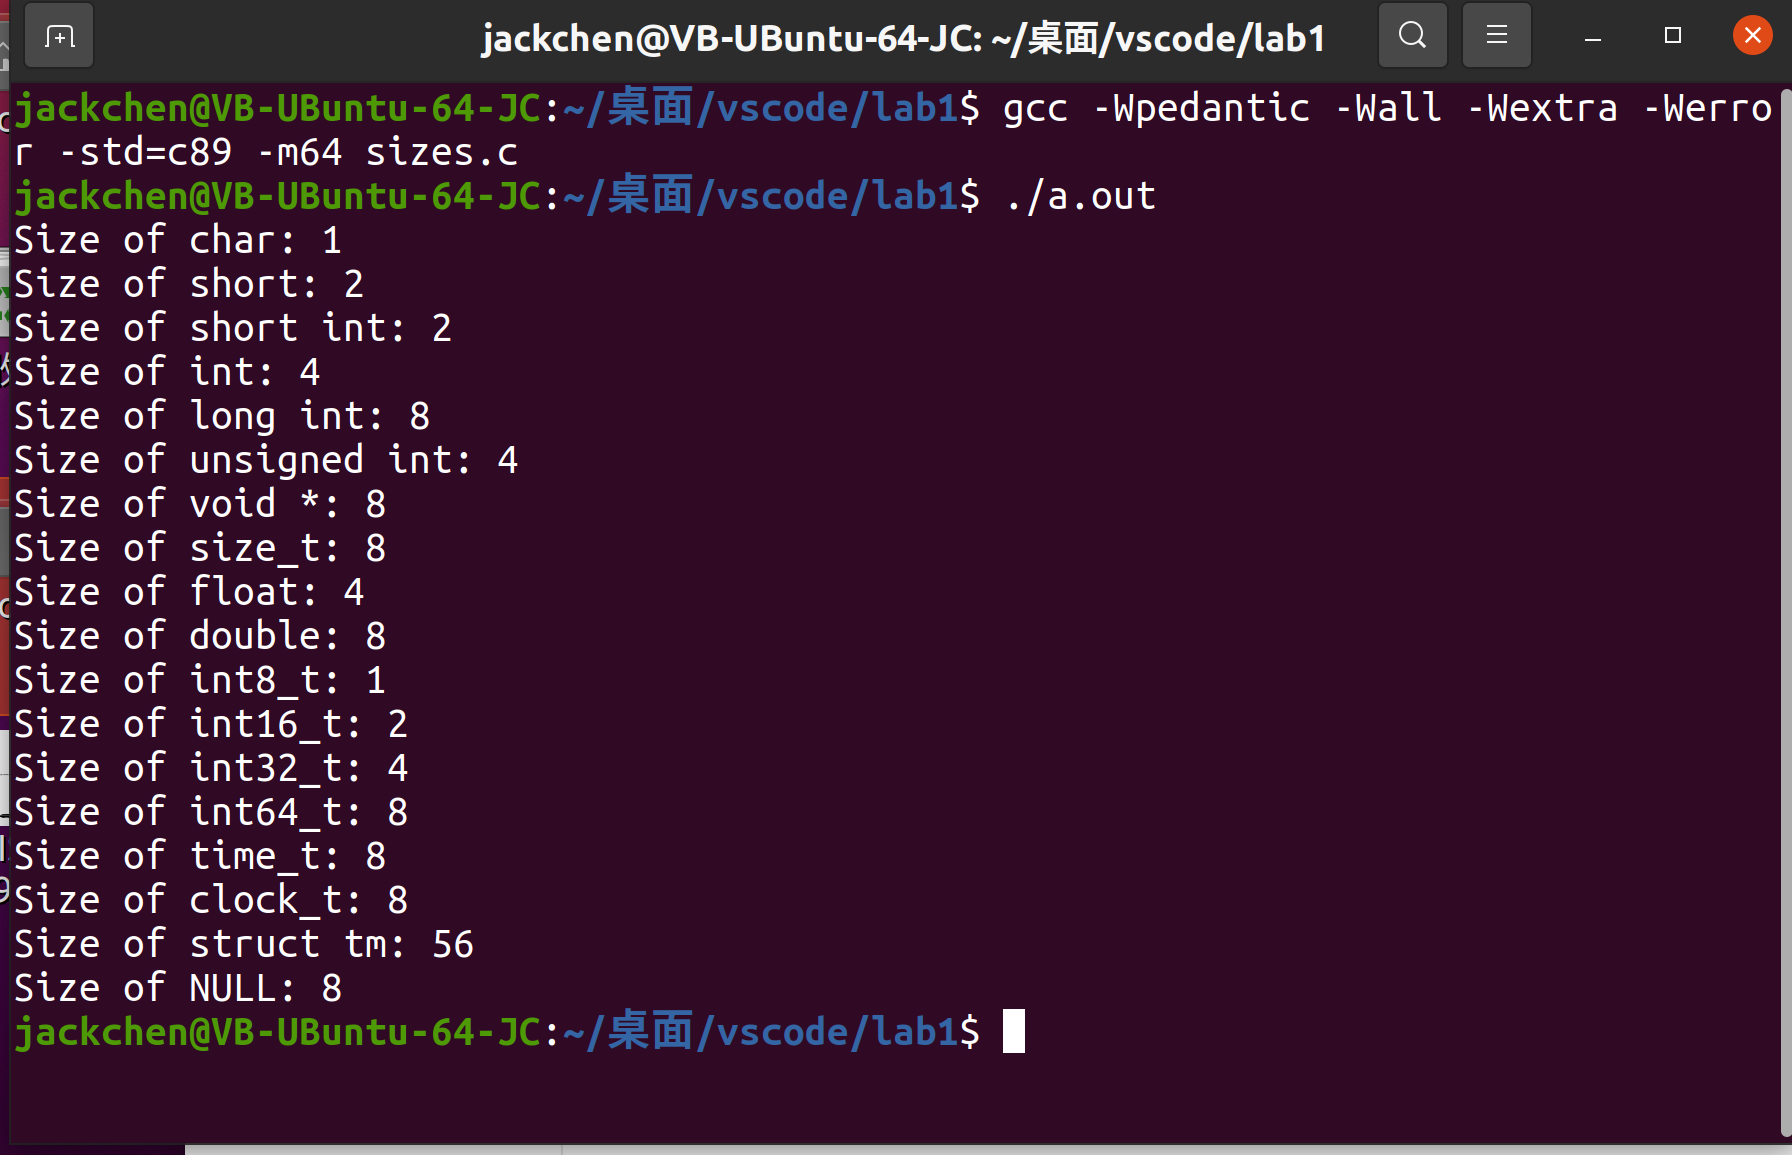 jackchen@VB-UBuntu-64-JC: ~/桌面/vscode/lab1
jackchen@VB-UBuntu-64-JC:~/桌面/vscode/lab1$ gcc -Wpedantic -Wall -Wextra -Werro
r -std=c89 -m64 sizes.c
jackchen@VB-UBuntu-64-JC:~/桌面/vscode/lab1$ ./a.out
Size of char: 1
Size of short: 2
Size of short int: 2
Size of int: 4
Size of long int: 8
Size of unsigned int: 4
Size of void *: 8
Size of size_t: 8
Size of float: 4
Size of double: 8
Size of int8_t: 1
Size of int16_t: 2
Size of int32_t: 4
Size of int64_t: 8
Size of time_t: 8
Size of clock_t: 8
Size of struct tm: 56
Size of NULL: 8
jackchen@VB-UBuntu-64-JC:~/桌面/vscode/lab1$